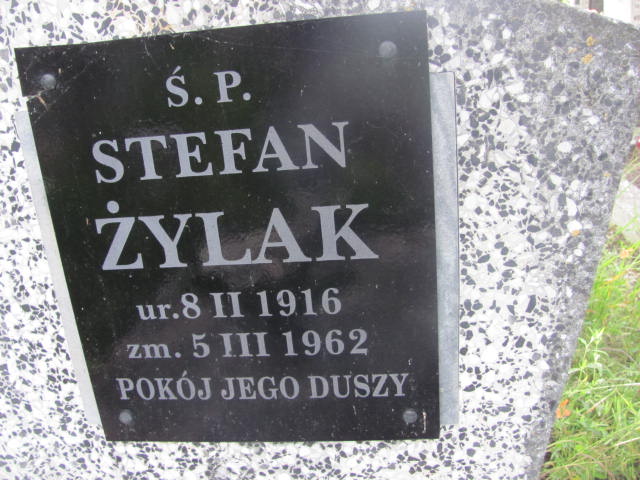 Ś. P.
STEFAN
ŻYLAK
ur. 8 II 1916
zm. 5 III 1962
POKÓJ JEGO DUSZY